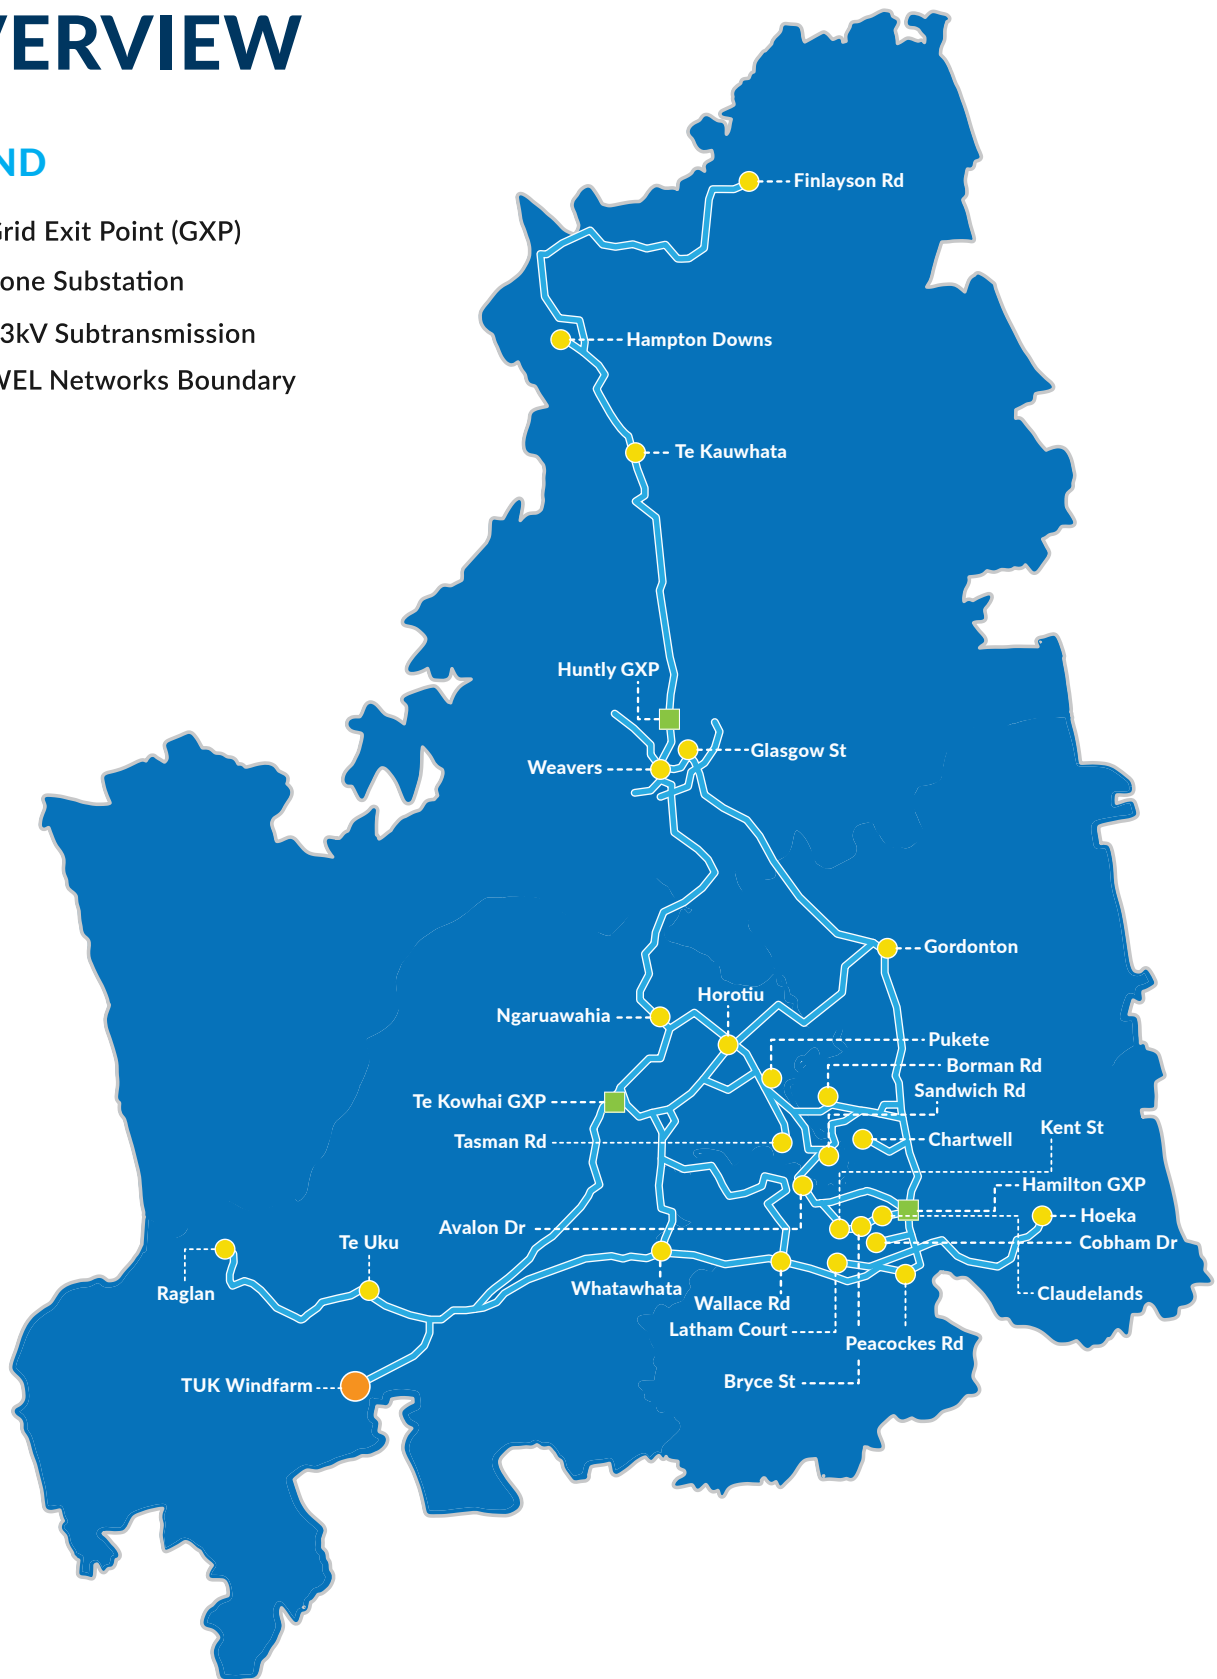 VERVIEW
ND
Grid Exit Point (GXP)
one Substation
3kV Subtransmission
WEL Networks Boundary
Finlayson Rd
Hampton Downs
Te Kauwhata
Huntly GXP
Glasgow St
Weavers
Gordonton
Horotiu
Ngaruawahia
Pukete
Borman Rd
Sandwich Rd
Te Kowhai GXP
Kent St
Tasman Rd
Chartwell
Hamilton GXP
Hoeka
Avalon Dr
Te Uku
Cobham Dr
Raglan
Whatawhata
Claudelands
Wallace Rd
Latham Court
Peacockes Rd
Bryce St
TUK Windfarm